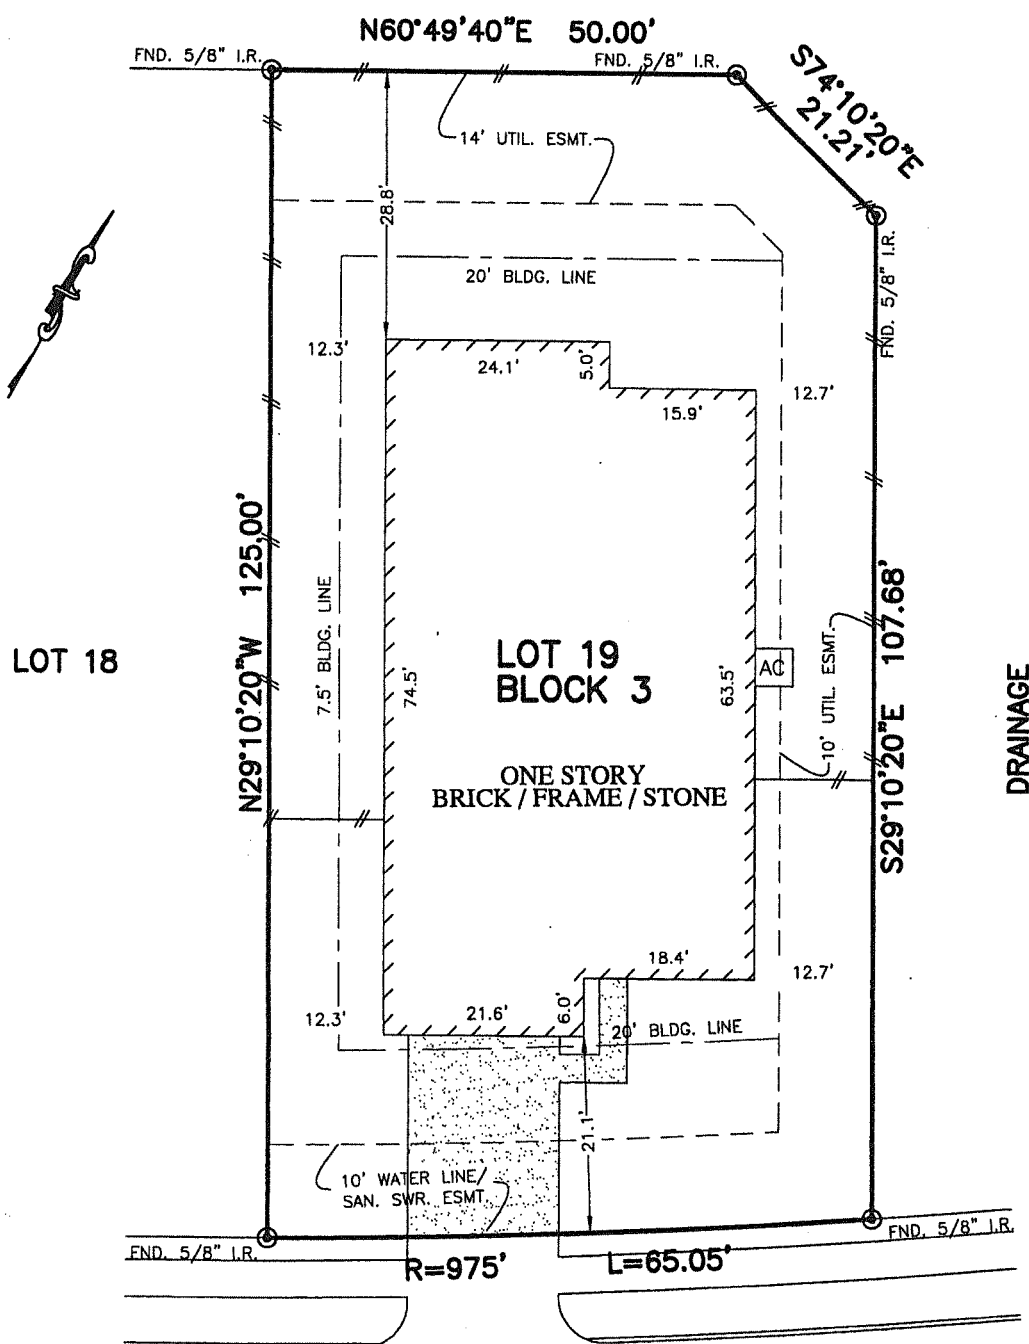 N60°49'40"E 50.00'
FND. 5/8" I.R.
FND. 5/8" I.R.
S74°10'20"E
21.21'
14' UTIL. ESMT.
28.8'
FND. 5/8" I.R.
20' BLDG. LINE
12.3'
24.1'
5.0'
15.9'
12.7'
N29°10'20"W 125.00'
7.5' BLDG. LINE
74.5'
LOT 18
LOT 19
BLOCK 3
63.5'
AC
10' UTIL. ESMT.
S29°10'20"E 107.68'
DRAINAGE
ONE STORY
BRICK / FRAME / STONE
18.4'
12.7'
12.3'
21.6'
6.0'
20' BLDG. LINE
21.1'
10' WATER LINE/
SAN. SWR. ESMT.
FND. 5/8" I.R.
FND. 5/8" I.R.
R=975' L=65.05'